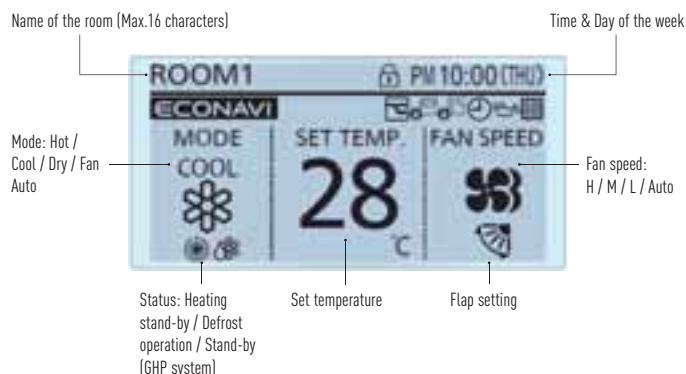 Name of the room (Max.16 characters)
Time & Day of the week
ROOM1 PM 10:00 (THU)
ECONAVI
MODE SET TEMP. FAN SPEED
COOL
28
°C
Mode: Hot /
Cool / Dry / Fan
Auto
Fan speed:
H / M / L / Auto
Status: Heating
stand-by / Defrost
operation / Stand-by
(GHP system)
Set temperature
Flap setting